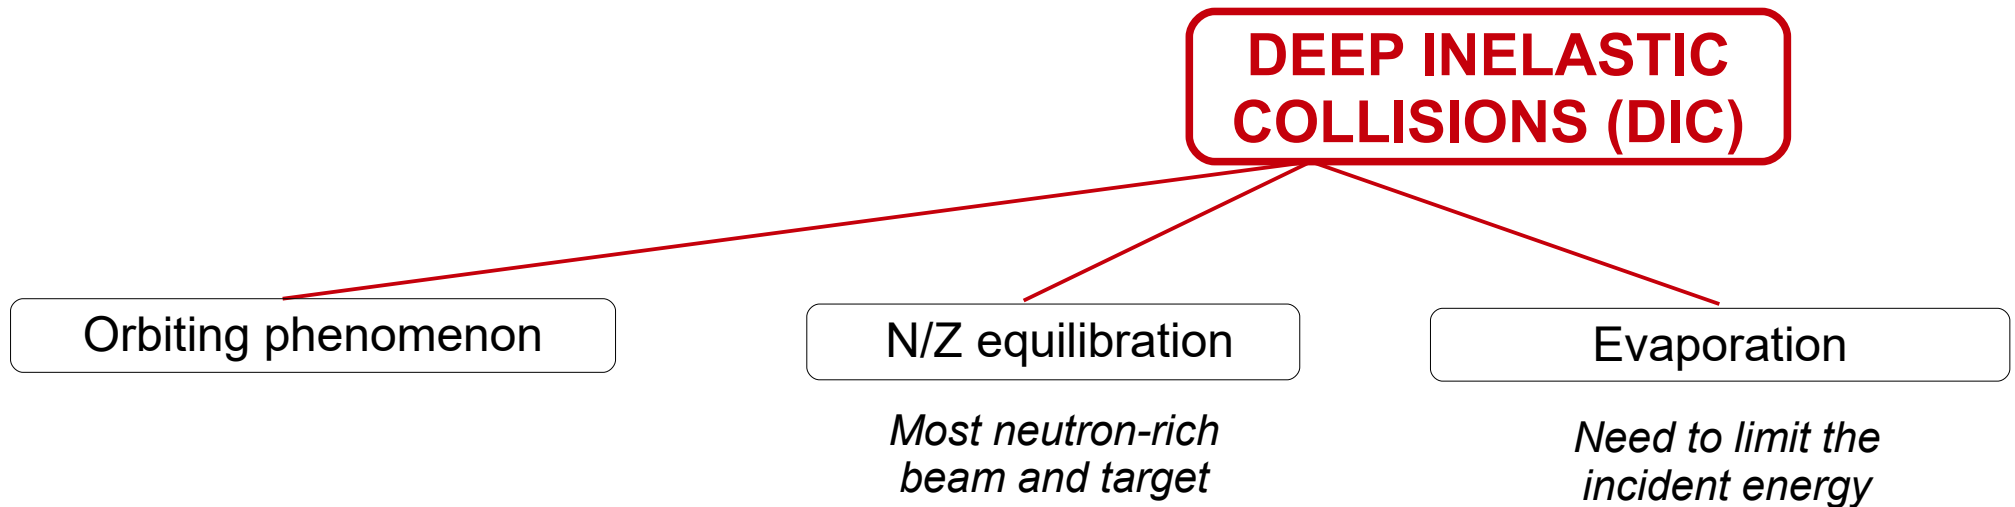 DEEP INELASTIC
COLLISIONS (DIC)
Orbiting phenomenon
N/Z equilibration
Evaporation
Most neutron-rich
beam and target
Need to limit the
incident energy